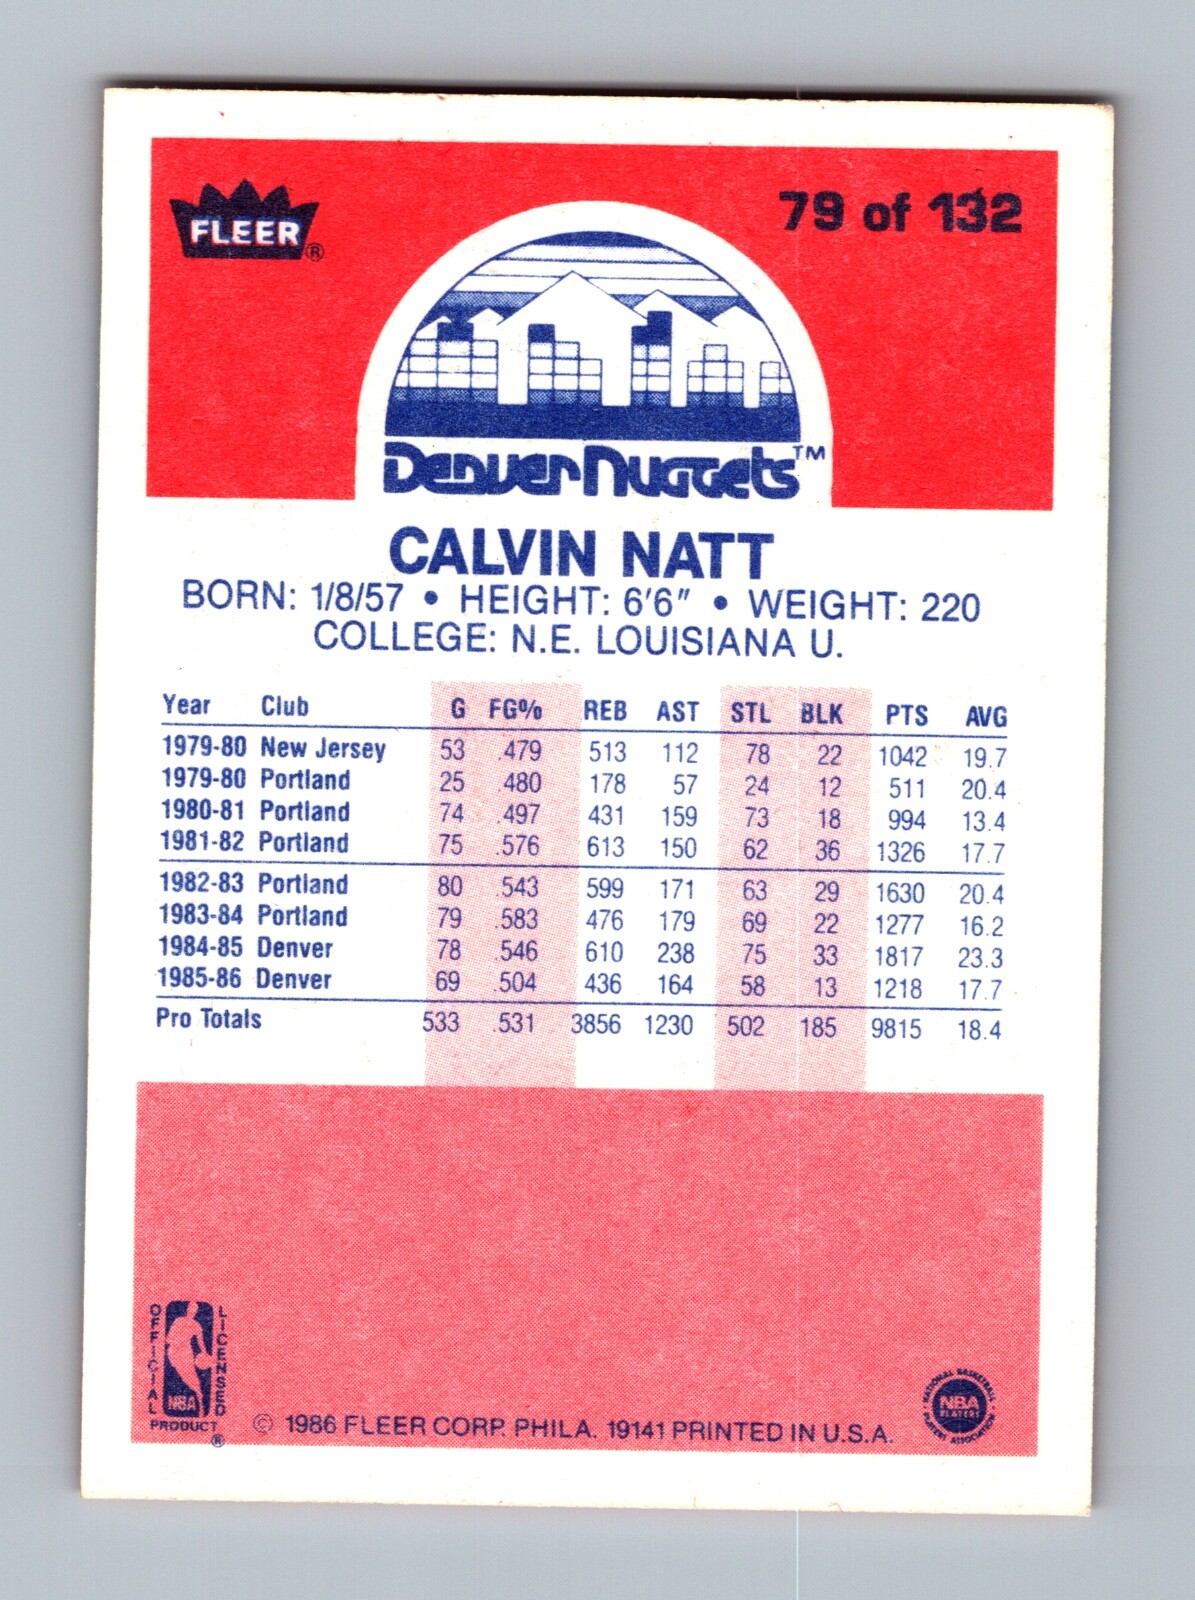 FLEER®
79 of 132
Denver Nuggets™
CALVIN NATT
BORN: 1/8/57 • HEIGHT: 6'6" • WEIGHT: 220
COLLEGE: N.E. LOUISIANA U.
Year Club G FG% REB AST STL BLK PTS AVG
1979-80 New Jersey 53 .479 513 112 78 22 1042 19.7
1979-80 Portland 25 .480 178 57 24 12 511 20.4
1980-81 Portland 74 .497 431 159 73 18 994 13.4
1981-82 Portland 75 .576 613 150 62 36 1326 17.7
1982-83 Portland 80 .543 599 171 63 29 1630 20.4
1983-84 Portland 79 .583 476 179 69 22 1277 16.2
1984-85 Denver 78 .546 610 238 75 33 1817 23.3
1985-86 Denver 69 .504 436 164 58 13 1218 17.7
Pro Totals 533 .531 3856 1230 502 185 9815 18.4
OFFICIAL
LICENSED
NBA
PRODUCT®
© 1986 FLEER CORP. PHILA. 19141 PRINTED IN U.S.A.
NATIONAL BASKETBALL
NBA
PLAYERS
PLAYERS ASSOCIATION